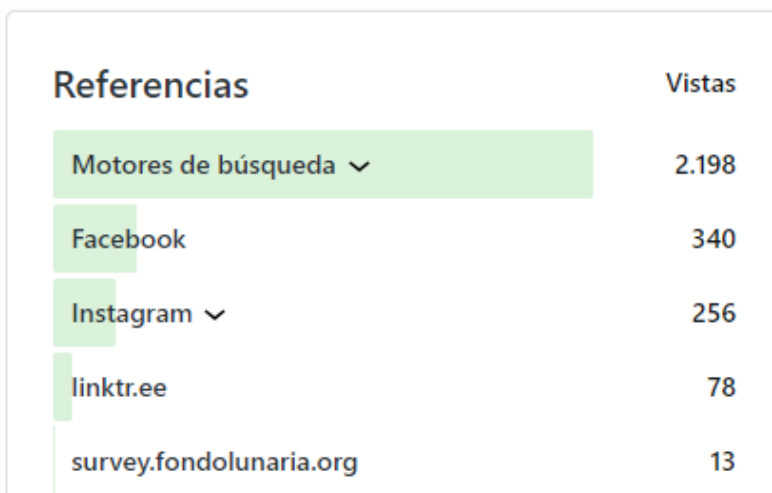 Referencias Vistas
Motores de búsqueda 2.198
Facebook 340
Instagram 256
linktr.ee 78
survey.fondolunaria.org 13